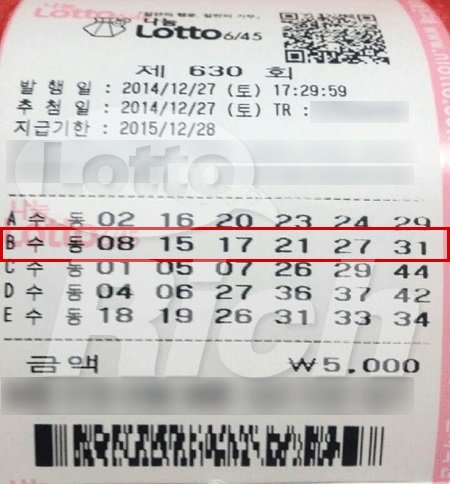 나눔
Lotto 6/45
제 630 회
발 행 일 : 2014/12/27 (토) 17:29:59
추 첨 일 : 2014/12/27 (토) TR :
지급기한 : 2015/12/28
Lotto
A 수 동 02 16 20 23 24 29
B 수 동 08 15 17 21 27 31
C 수 동 01 05 07 26 29 44
D 수 동 04 06 27 36 37 42
E 수 동 18 19 26 31 33 34
Rich
금 액 ₩5,000